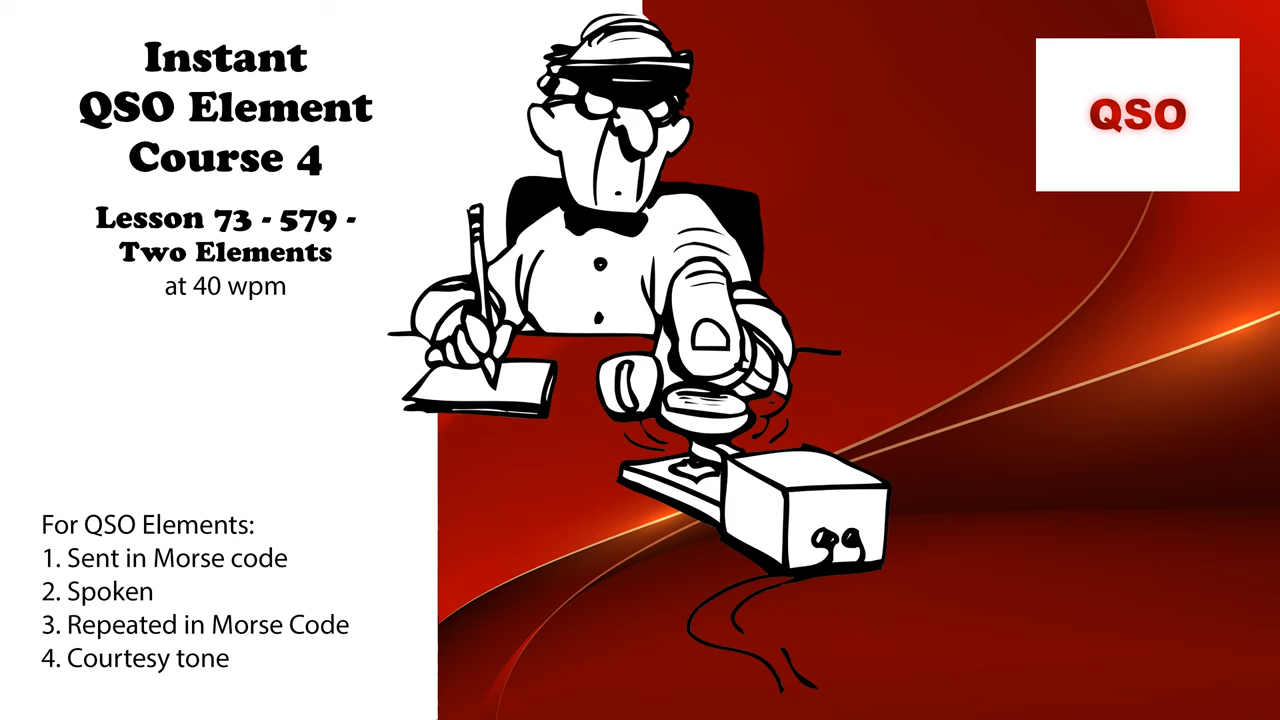 Instant
QSO Element
Course 4
Lesson 73 - 579 -
Two Elements
at 40 wpm
QSO
For QSO Elements:
1. Sent in Morse code
2. Spoken
3. Repeated in Morse Code
4. Courtesy tone